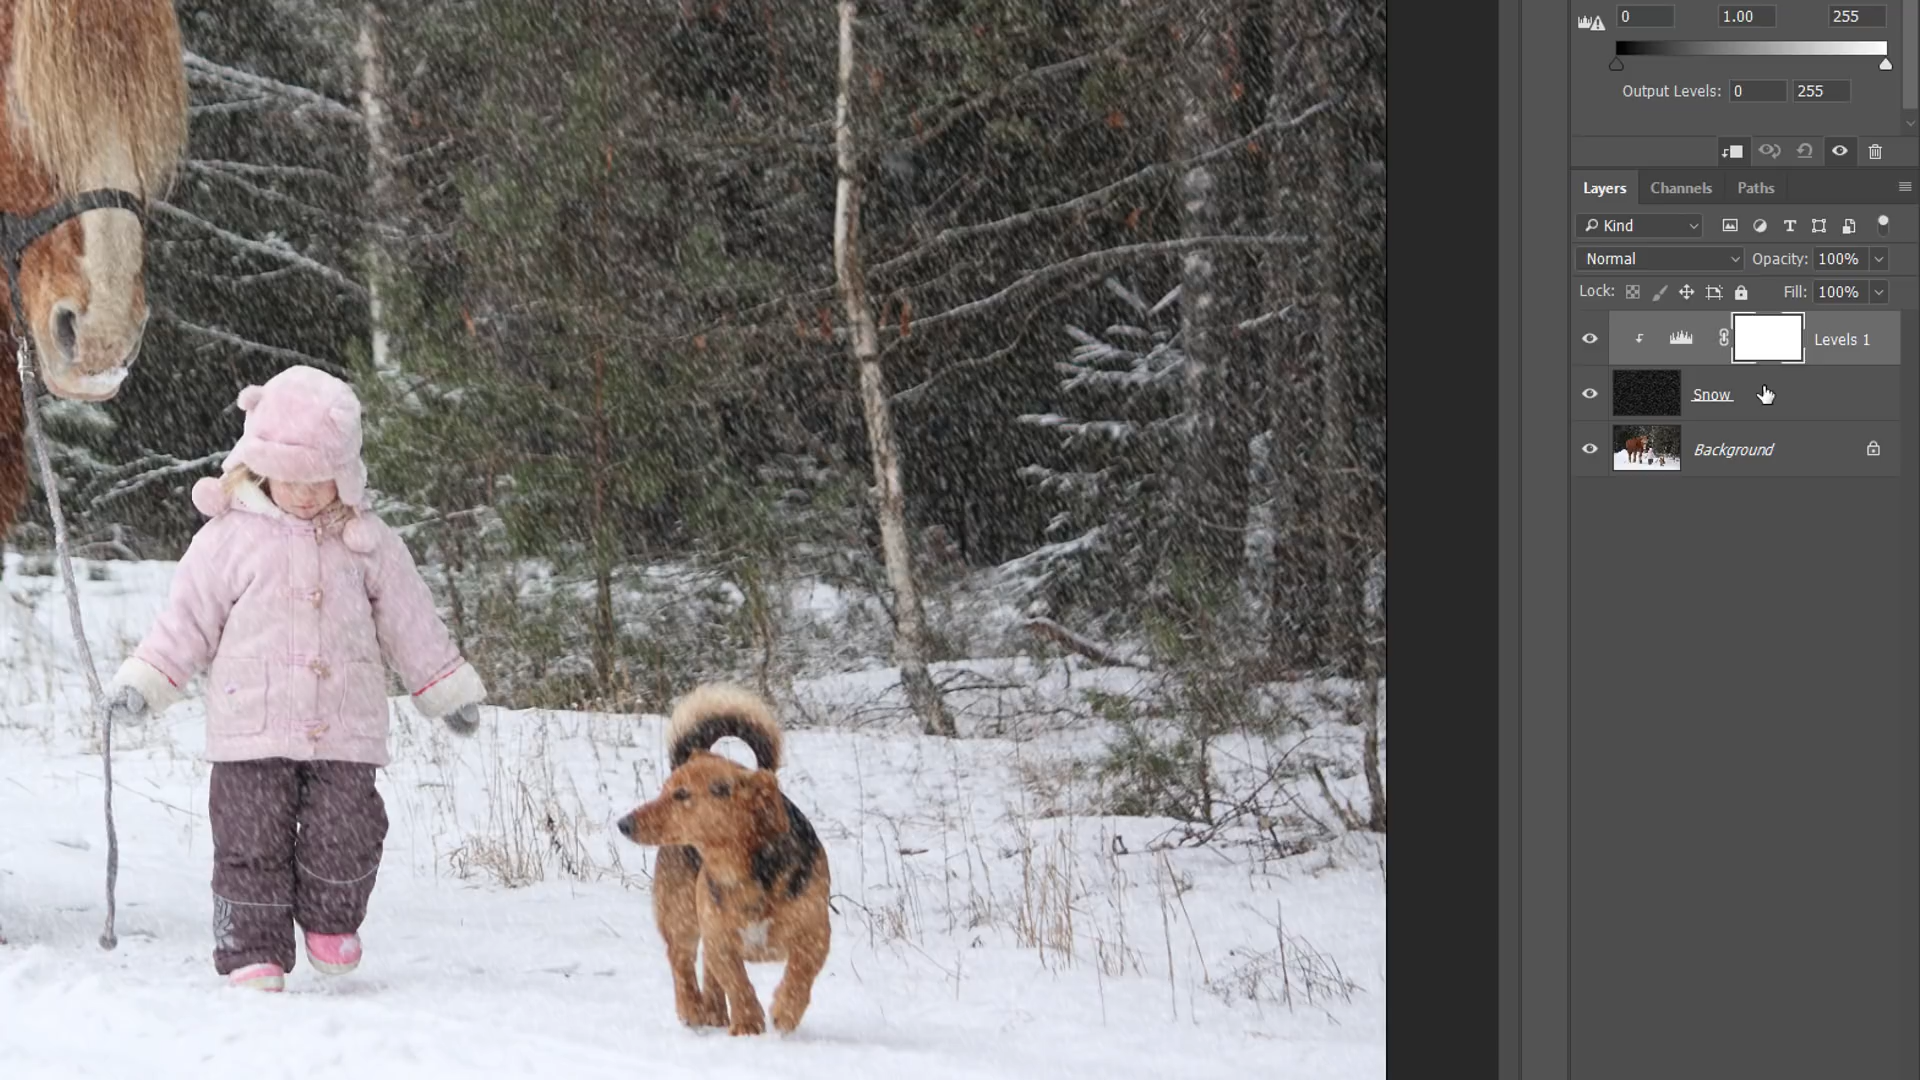 0 1.00 255
Output Levels: 0 255
Layers Channels Paths
Kind
Normal Opacity: 100%
Lock: Fill: 100%
Levels 1
Snow
Background